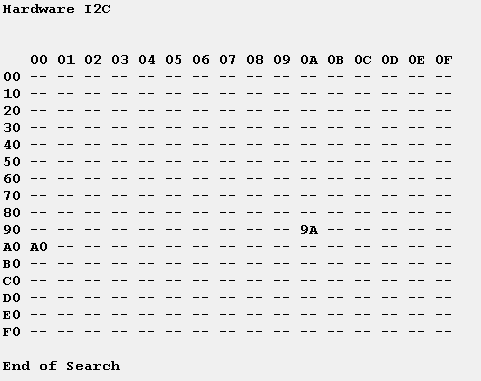 Hardware I2C
00 01 02 03 04 05 06 07 08 09 0A 0B 0C 0D 0E 0F
00 -- -- -- -- -- -- -- -- -- -- -- -- -- -- -- --
10 -- -- -- -- -- -- -- -- -- -- -- -- -- -- -- --
20 -- -- -- -- -- -- -- -- -- -- -- -- -- -- -- --
30 -- -- -- -- -- -- -- -- -- -- -- -- -- -- -- --
40 -- -- -- -- -- -- -- -- -- -- -- -- -- -- -- --
50 -- -- -- -- -- -- -- -- -- -- -- -- -- -- -- --
60 -- -- -- -- -- -- -- -- -- -- -- -- -- -- -- --
70 -- -- -- -- -- -- -- -- -- -- -- -- -- -- -- --
80 -- -- -- -- -- -- -- -- -- -- -- -- -- -- -- --
90 -- -- -- -- -- -- -- -- -- -- 9A -- -- -- -- --
A0 A0 -- -- -- -- -- -- -- -- -- -- -- -- -- -- --
B0 -- -- -- -- -- -- -- -- -- -- -- -- -- -- -- --
C0 -- -- -- -- -- -- -- -- -- -- -- -- -- -- -- --
D0 -- -- -- -- -- -- -- -- -- -- -- -- -- -- -- --
E0 -- -- -- -- -- -- -- -- -- -- -- -- -- -- -- --
F0 -- -- -- -- -- -- -- -- -- -- -- -- -- -- -- --
End of Search